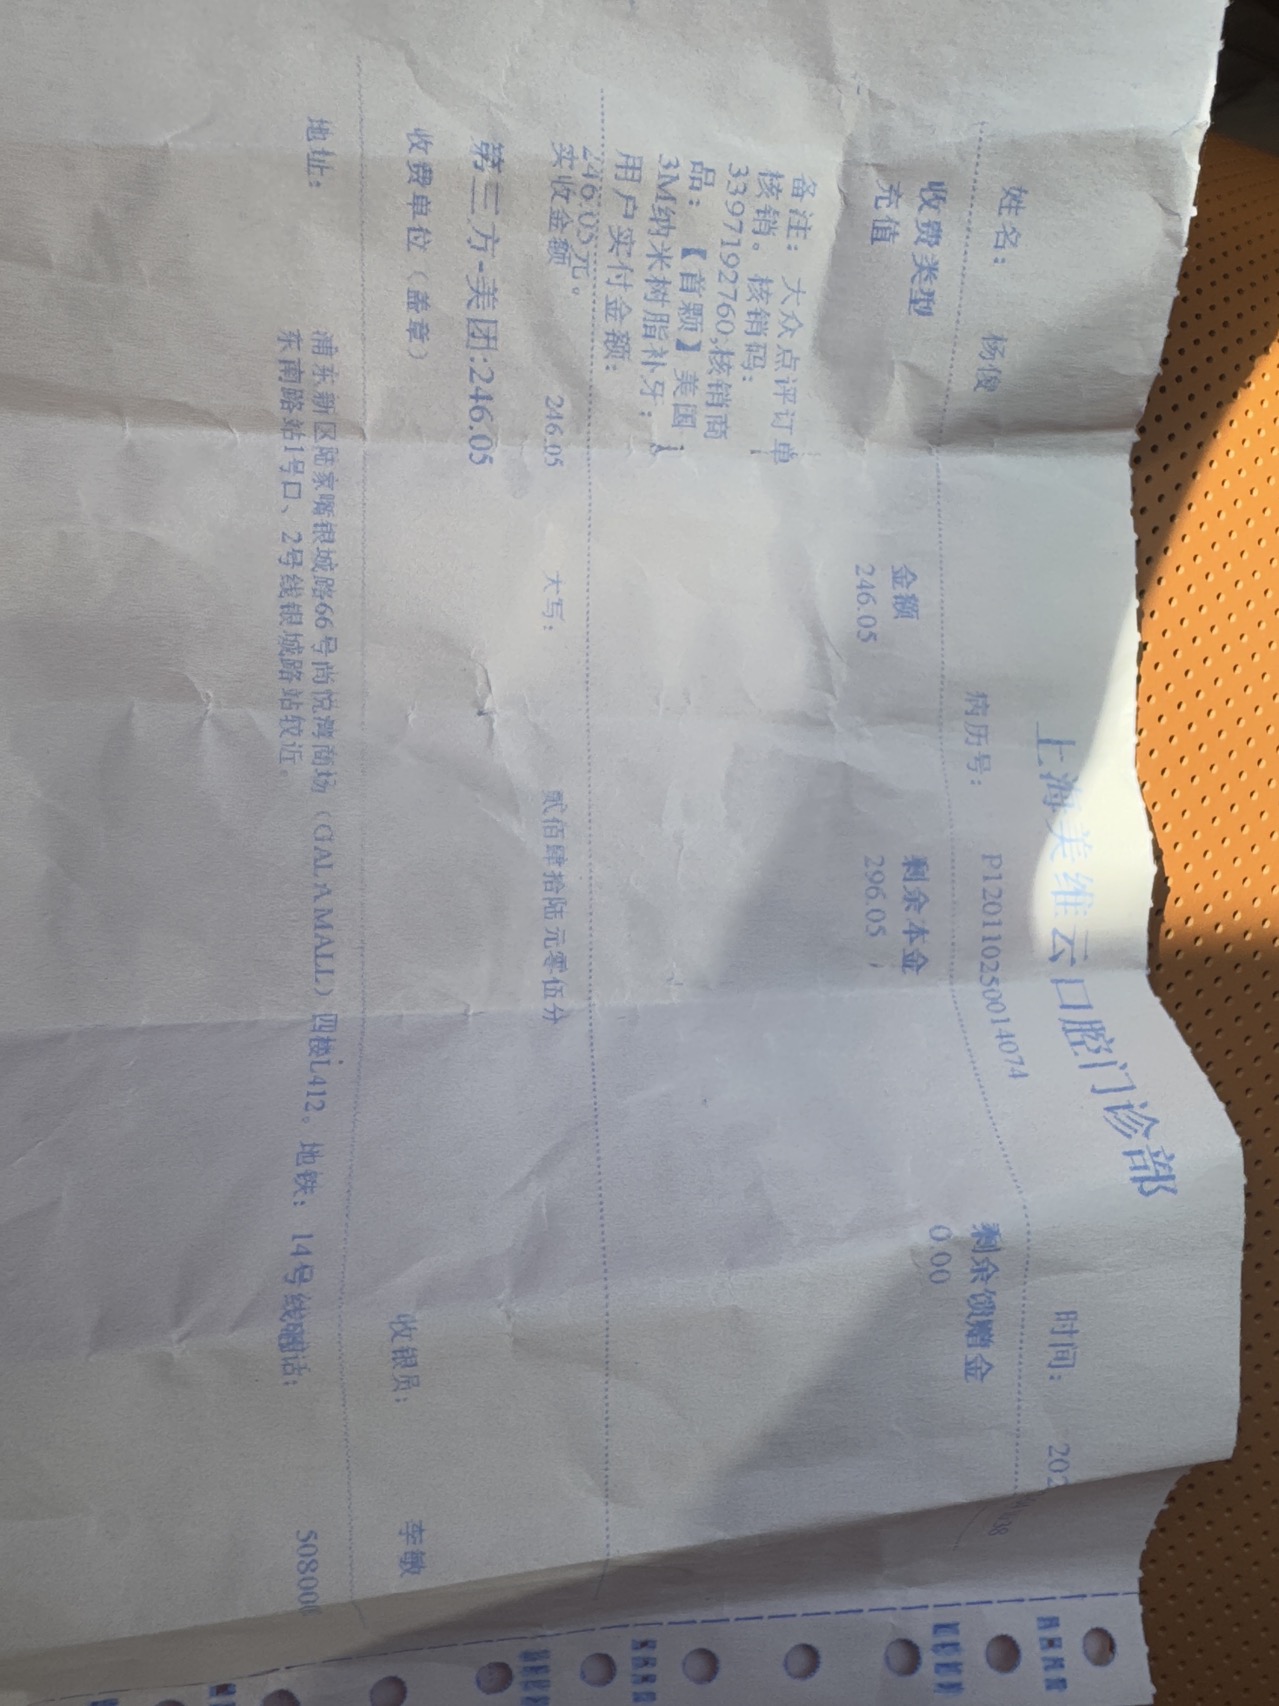 上海美维云口腔门诊部
姓名： 杨俊 病历号： P120110250014074 时间： 202
收费类型 金额 剩余本金 剩余馈赠金
充值 246.05 296.05 0.00
备注：大众点评订单
核销。核销码：
3397192760;核销商
品：【首颗】美国
3M纳米树脂补牙；
用户实付金额：
246.05元。
实收金额 246.05 大写： 贰佰肆拾陆元零伍分
第三方-美团:246.05
收费单位（盖章） 收银员： 李敏
地址： 浦东新区陆家嘴银城路66号尚悦湾商场（GALA MALL）四楼L412。地铁：14号线 话： 50800
东南路站1号口、2号线银城路站较近。